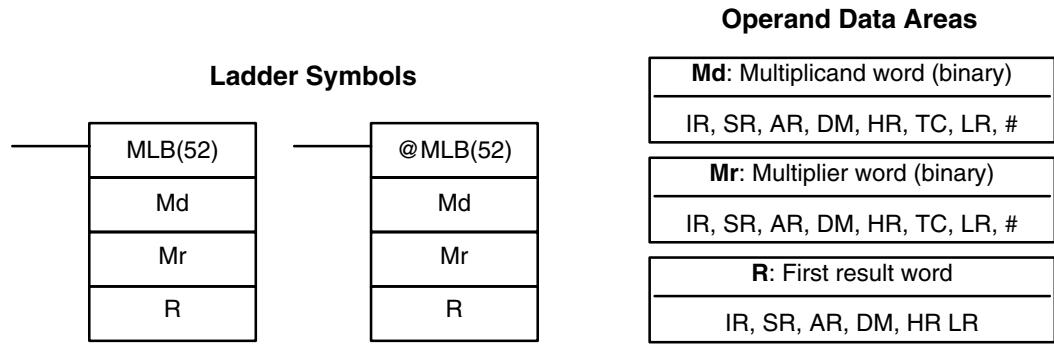 Ladder Symbols
MLB(52)
Md
Mr
R
@MLB(52)
Md
Mr
R
Operand Data Areas
Md: Multiplicand word (binary)
IR, SR, AR, DM, HR, TC, LR, #
Mr: Multiplier word (binary)
IR, SR, AR, DM, HR, TC, LR, #
R: First result word
IR, SR, AR, DM, HR LR